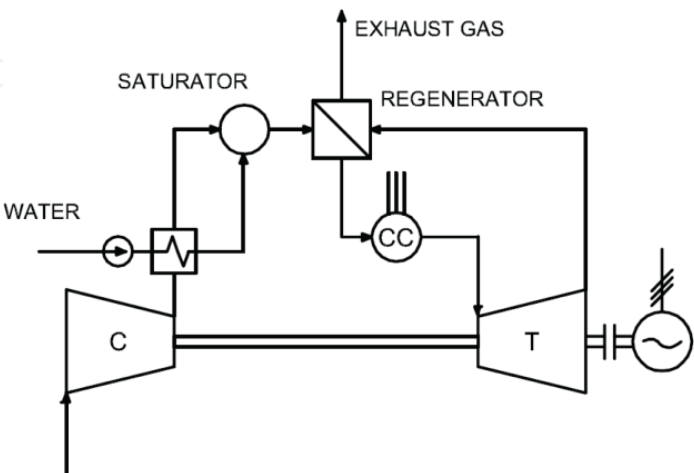 EXHAUST GAS
SATURATOR
REGENERATOR
WATER
CC
C
T